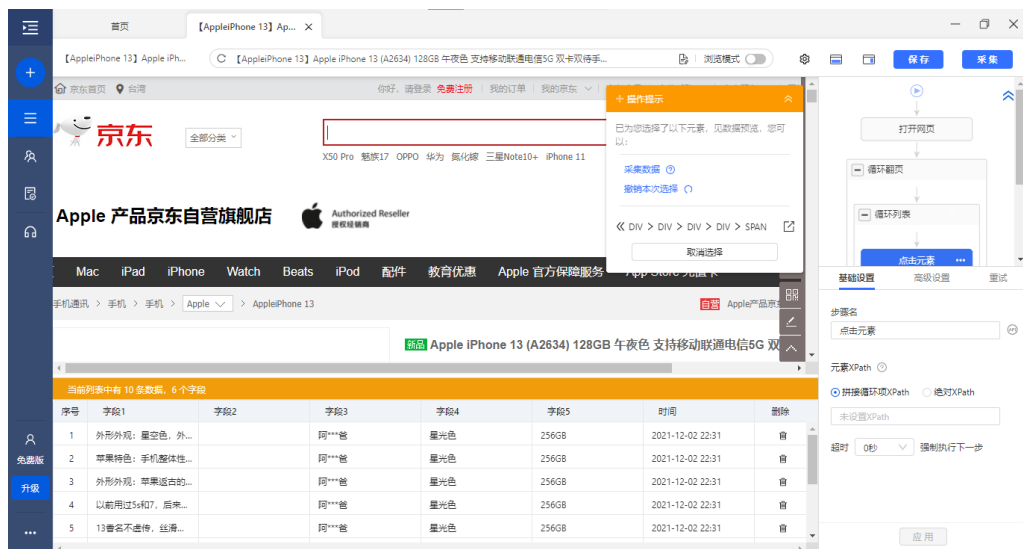 首页
【AppleiPhone 13】Ap...
【AppleiPhone 13】Apple iPh...
【AppleiPhone 13】Apple iPhone 13 (A2634) 128GB 午夜色 支持移动联通电信5G 双卡双待手...
浏览模式
保存
采集
京东首页 台湾
你好，请登录 免费注册 我的订单 我的京东
京东
全部分类
X50 Pro 魅族17 OPPO 华为 氮化镓 三星Note10+ iPhone 11
Apple 产品京东自营旗舰店
Authorized Reseller
授权经销商
Mac iPad iPhone Watch Beats iPod 配件 教育优惠 Apple 官方保障服务 App Store 充值卡
手机通讯 > 手机 > 手机 > Apple > AppleiPhone 13
自营 Apple产品京
新品 Apple iPhone 13 (A2634) 128GB 午夜色 支持移动联通电信5G 双
操作提示
已为您选择了以下元素，见数据预览，您可
以：
采集数据
撤销本次选择
DIV > DIV > DIV > DIV > SPAN
取消选择
打开网页
循环翻页
循环列表
点击元素
基础设置 高级设置 重试
步骤名
点击元素
元素XPath
拼接循环项XPath 绝对XPath
未设置XPath
超时 0秒 强制执行下一步
应用
当前列表中有 10 条数据，6 个字段
序号 字段1 字段2 字段3 字段4 字段5 时间 删除
1 外形外观：星空色，外... 阿***爸 星光色 256GB 2021-12-02 22:31
2 苹果特色：手机整体性... 阿***爸 星光色 256GB 2021-12-02 22:31
3 外形外观：苹果返古的... 阿***爸 星光色 256GB 2021-12-02 22:31
4 以前用过5s和7，后来... 阿***爸 星光色 256GB 2021-12-02 22:31
5 13香名不虚传，丝滑... 阿***爸 星光色 256GB 2021-12-02 22:31
免费版
升级